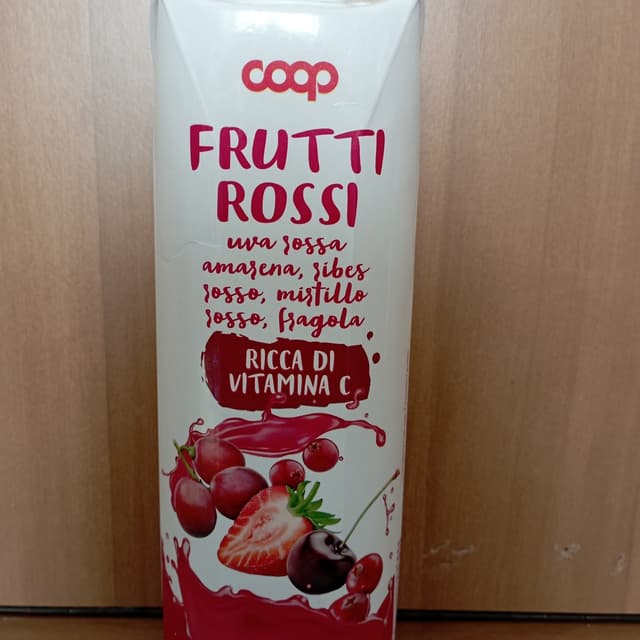 coop
FRUTTI
ROSSI
uva rossa
amarena, ribes
rosso, mirtillo
rosso, fragola
RICCA DI
VITAMINA C